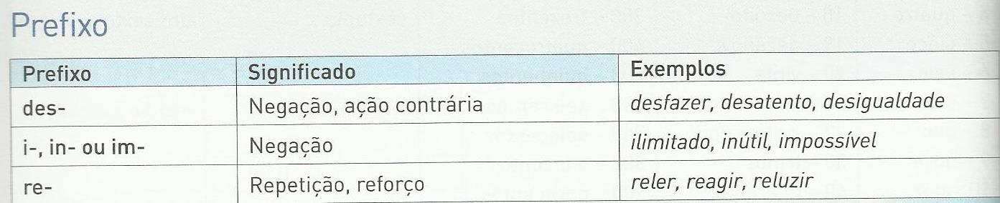 Prefixo
Prefixo Significado Exemplos
des- Negação, ação contrária desfazer, desatento, desigualdade
i-, in- ou im- Negação ilimitado, inútil, impossível
re- Repetição, reforço reler, reagir, reluzir